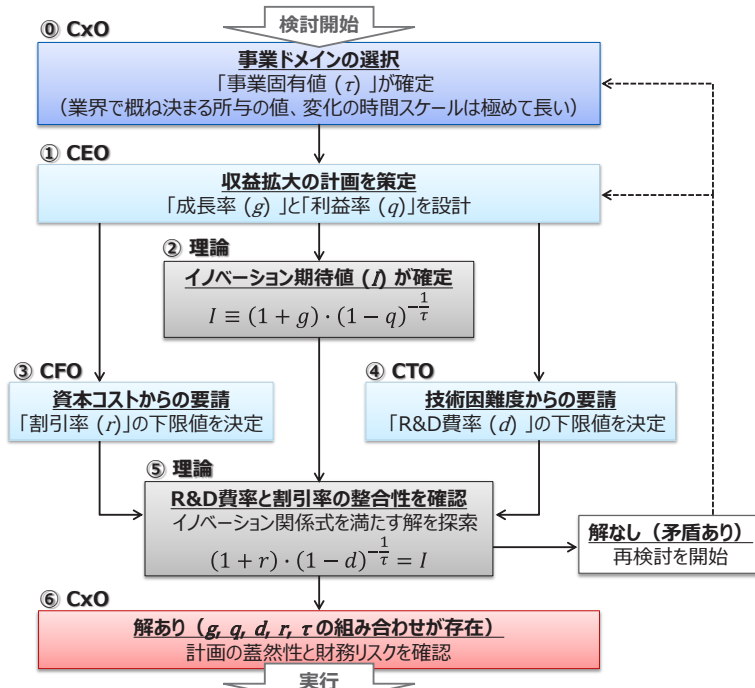 検討開始
⓪ CxO
事業ドメインの選択
「事業固有値 (τ) 」が確定
(業界で概ね決まる所与の値、変化の時間スケールは極めて長い)
① CEO
収益拡大の計画を策定
「成長率 (g) 」と「利益率 (q)」を設計
② 理論
イノベーション期待値 (I) が確定
I ≡ (1 + g) · (1 − q)^{−1/τ}
③ CFO
資本コストからの要請
「割引率 (r)」の下限値を決定
④ CTO
技術困難度からの要請
「R&D費率 (d) 」の下限値を決定
⑤ 理論
R&D費率と割引率の整合性を確認
イノベーション関係式を満たす解を探索
(1 + r) · (1 − d)^{−1/τ} = I
解なし (矛盾あり)
再検討を開始
⑥ CxO
解あり (g, q, d, r, τ の組み合わせが存在)
計画の蓋然性と財務リスクを確認
実行